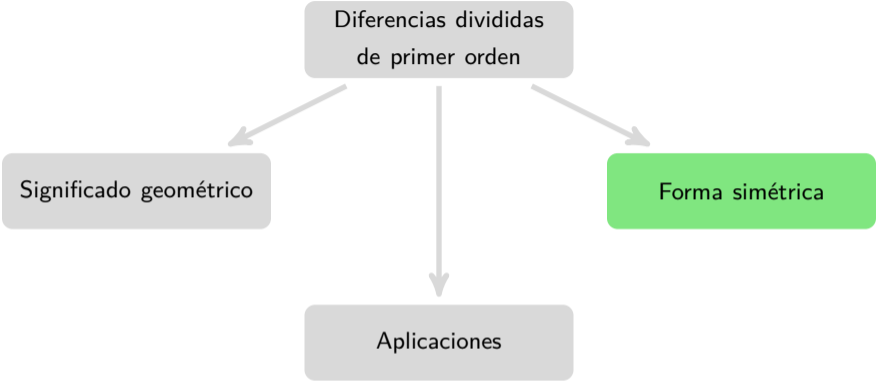 Diferencias divididas
de primer orden
Significado geométrico
Forma simétrica
Aplicaciones